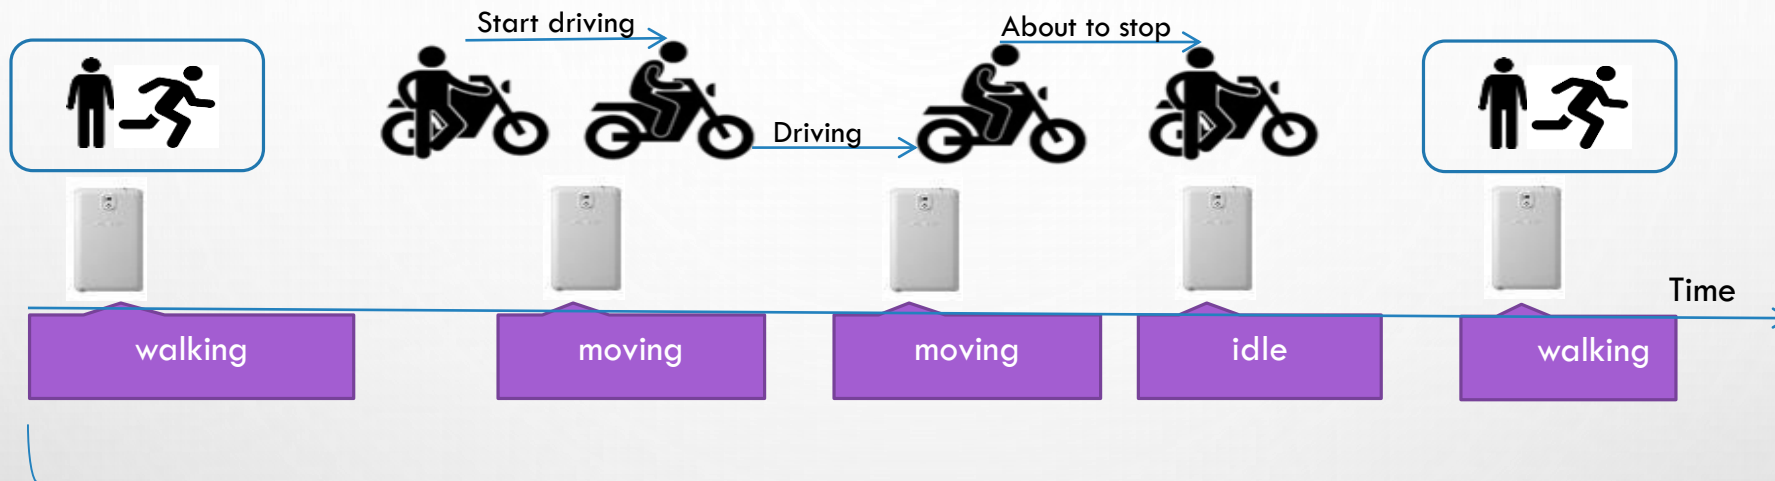 Start driving
About to stop
Driving
Time
walking
moving
moving
idle
walking